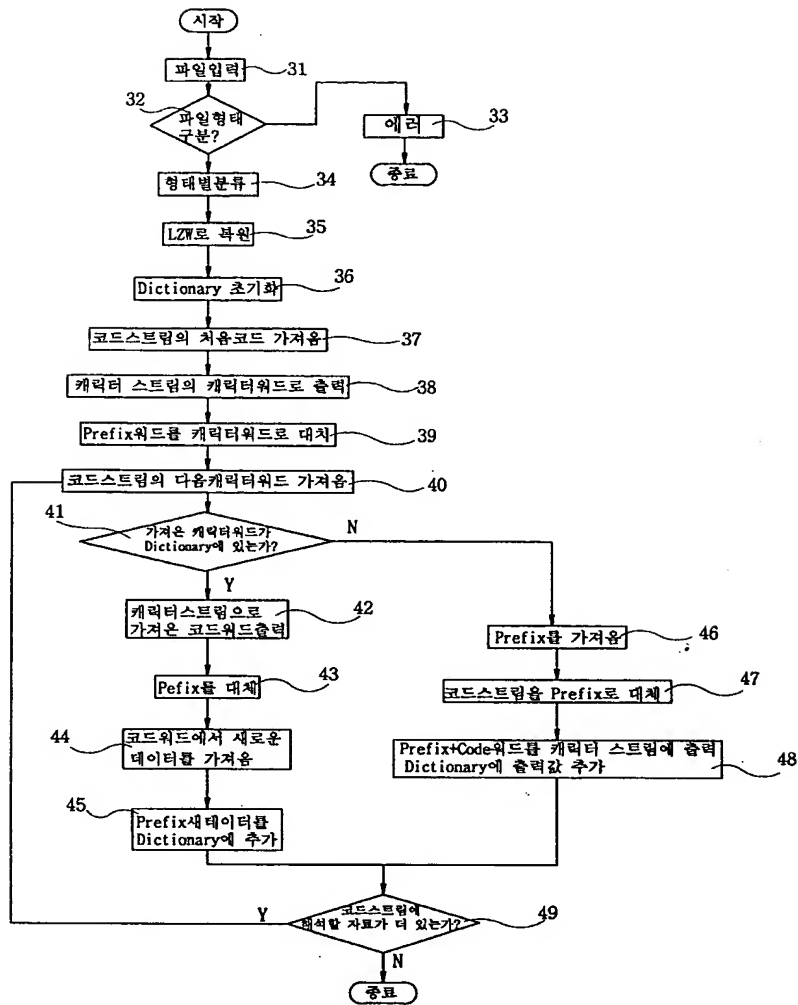 시작
파일입력
31
32
파일형태
구분?
에러
33
종료
형태별분류
34
LZW로 복원
35
Dictionary 초기화
36
코드스트림의 처음코드 가져옴
37
캐릭터 스트림의 캐릭터워드로 출력
38
Prefix워드를 캐릭터워드로 대치
39
코드스트림의 다음캐릭터워드 가져옴
40
41
가져온 캐릭터워드가
Dictionary에 있는가?
N
Y
캐릭터스트림으로
가져온 코드워드출력
42
Prefix를 가져옴
46
Pefix를 대체
43
코드스트림을 Prefix로 대체
47
44
코드워드에서 새로운
데이터를 가져옴
Prefix+Code워드를 캐릭터 스트림에 출력
Dictionary에 출력값 추가
48
45
Prefix새데이터를
Dictionary에 추가
Y
코드스트림에
해석할 자료가 더 있는가?
49
N
종료